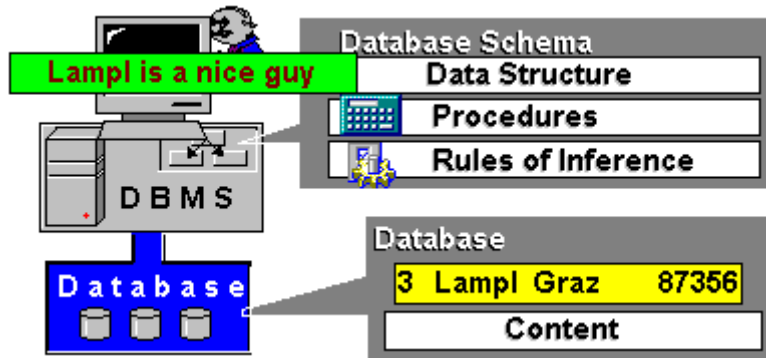 Database Schema
Lampl is a nice guy
Data Structure
Procedures
Rules of Inference
DBMS
Database
Database
3 Lampl Graz 87356
Content